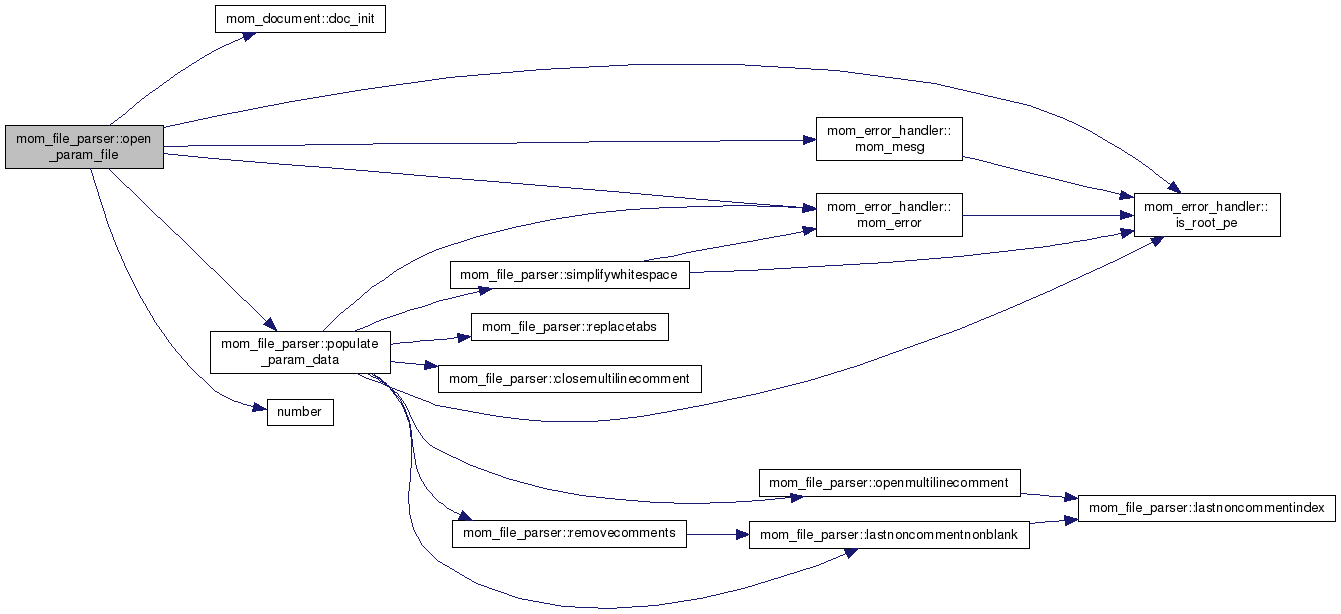 mom_document::doc_init
mom_file_parser::open
_param_file
mom_error_handler::
mom_mesg
mom_error_handler::
mom_error
mom_error_handler::
is_root_pe
mom_file_parser::simplifywhitespace
mom_file_parser::replacetabs
mom_file_parser::populate
_param_data
mom_file_parser::closemultilinecomment
number
mom_file_parser::openmultilinecomment
mom_file_parser::lastnoncommentindex
mom_file_parser::removecomments
mom_file_parser::lastnoncommentnonblank